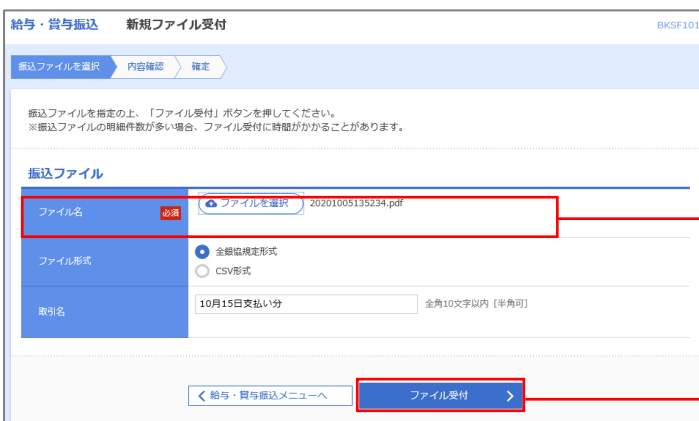 給与・賞与振込 新規ファイル受付 BKSF101
振込ファイルを選択 内容確認 確定
振込ファイルを指定の上、「ファイル受付」ボタンを押してください。
※振込ファイルの明細件数が多い場合、ファイル受付に時間がかかることがあります。
振込ファイル
ファイル名 必須 ファイルを選択 20201005135234.pdf
ファイル形式 全銀協規定形式
CSV形式
取引名 10月15日支払い分 全角10文字以内 [半角可]
給与・賞与振込メニューへ ファイル受付